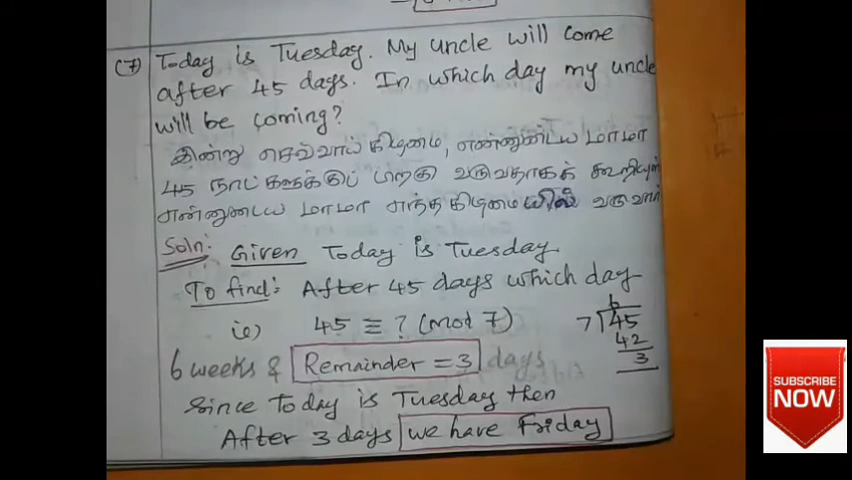 (7) Today is Tuesday. My uncle will come
after 45 days. In which day my uncle
will be coming?
இன்று செவ்வாய் கிழமை, என்னுடைய மாமா
45 நாட்களுக்குப் பிறகு வருவதாகக் கூறியுள்
என்னுடைய மாமா எந்த கிழமையில் வருவார்
Soln: Given Today is Tuesday
To find: After 45 days which day
ie) 45 ≡ ? (mod 7)
6
7 45
42
3
6 weeks & Remainder = 3 days
Since today is Tuesday then
After 3 days we have Friday
SUBSCRIBE
NOW